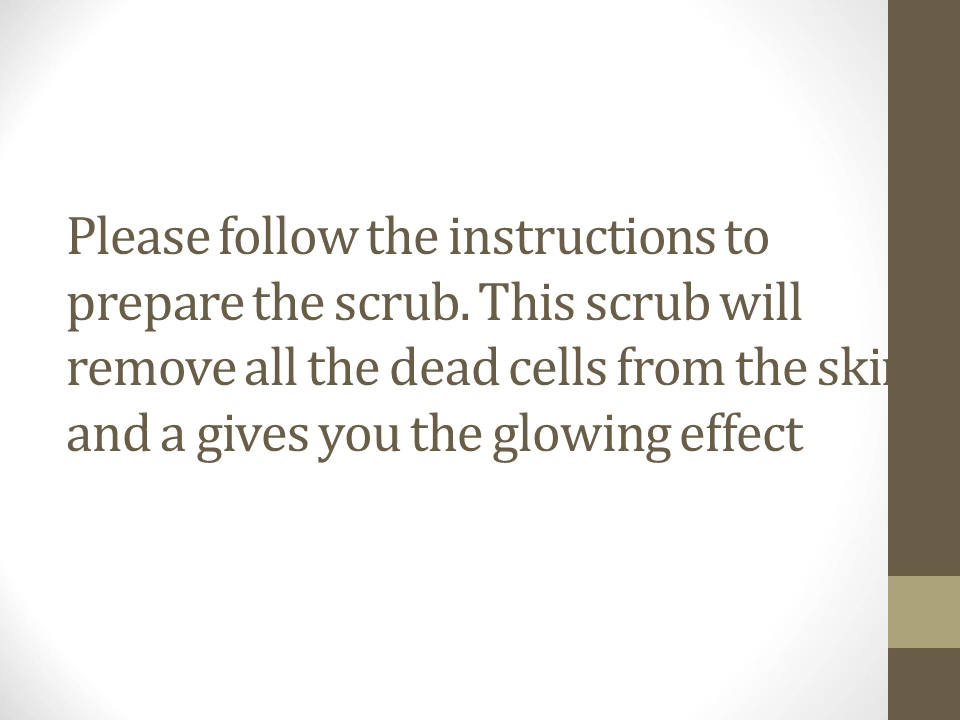 Please follow the instructions to
prepare the scrub. This scrub will
remove all the dead cells from the skin
and a gives you the glowing effect